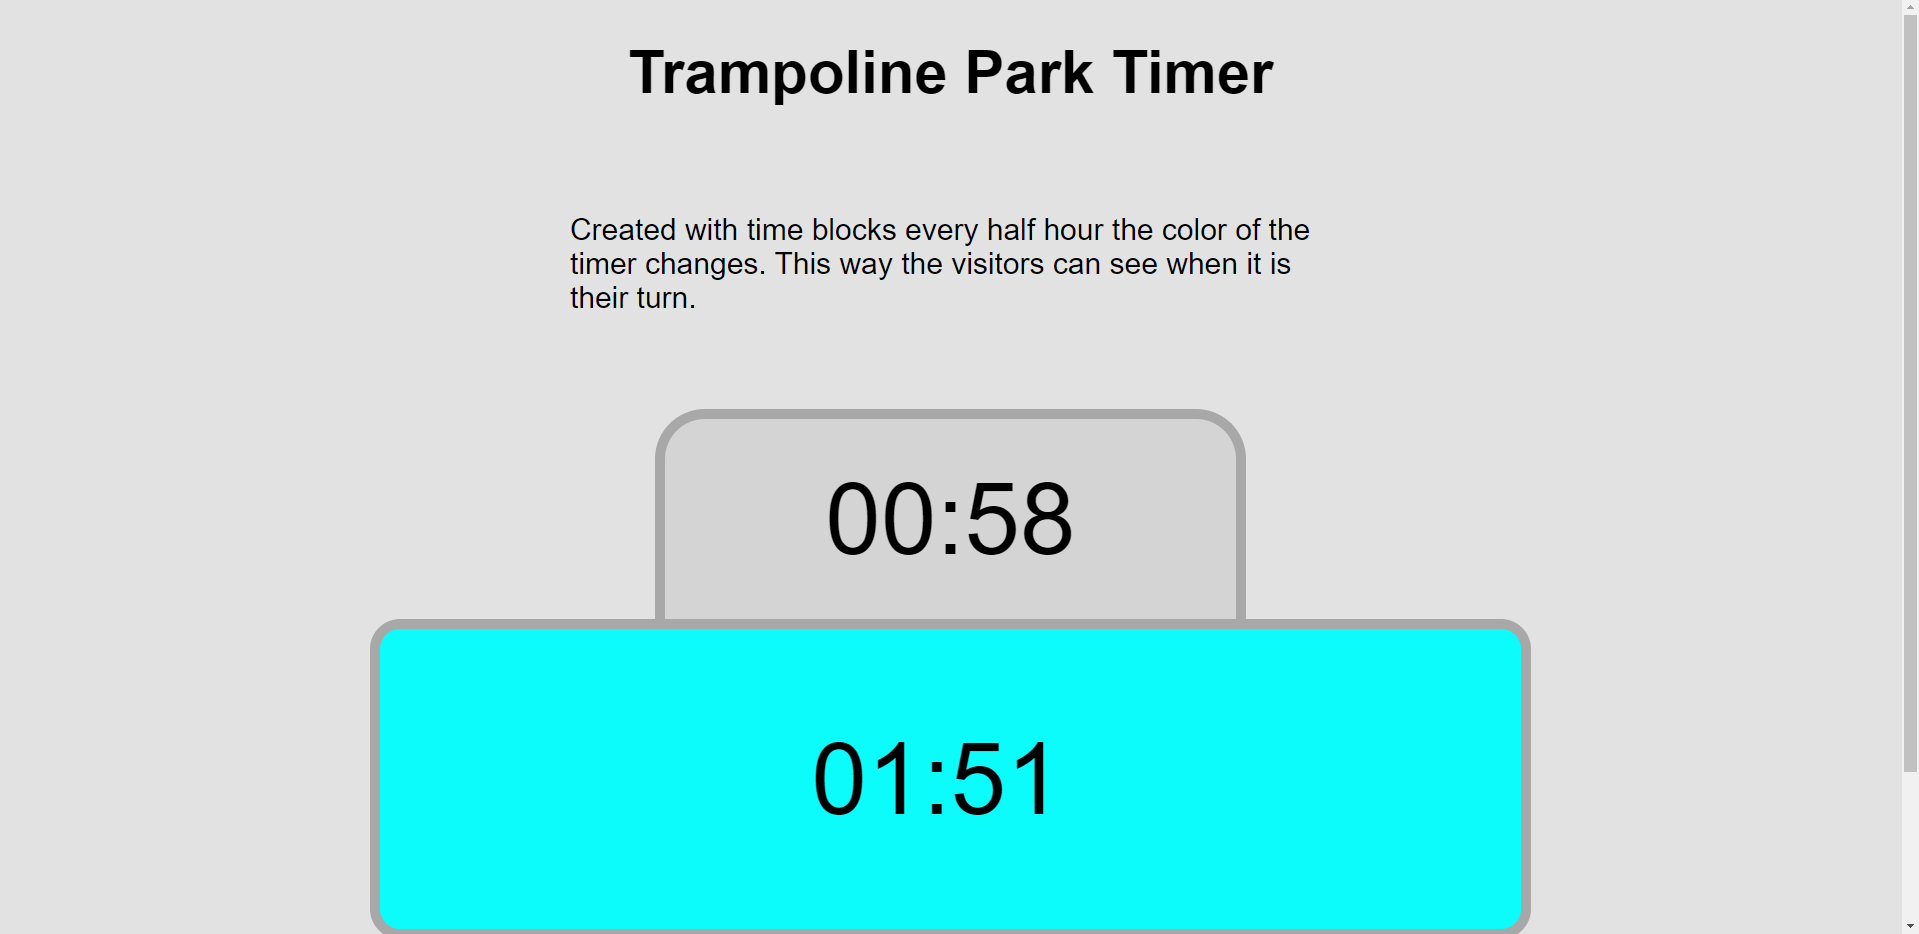 Trampoline Park Timer
Created with time blocks every half hour the color of the
timer changes. This way the visitors can see when it is
their turn.
00:58
01:51